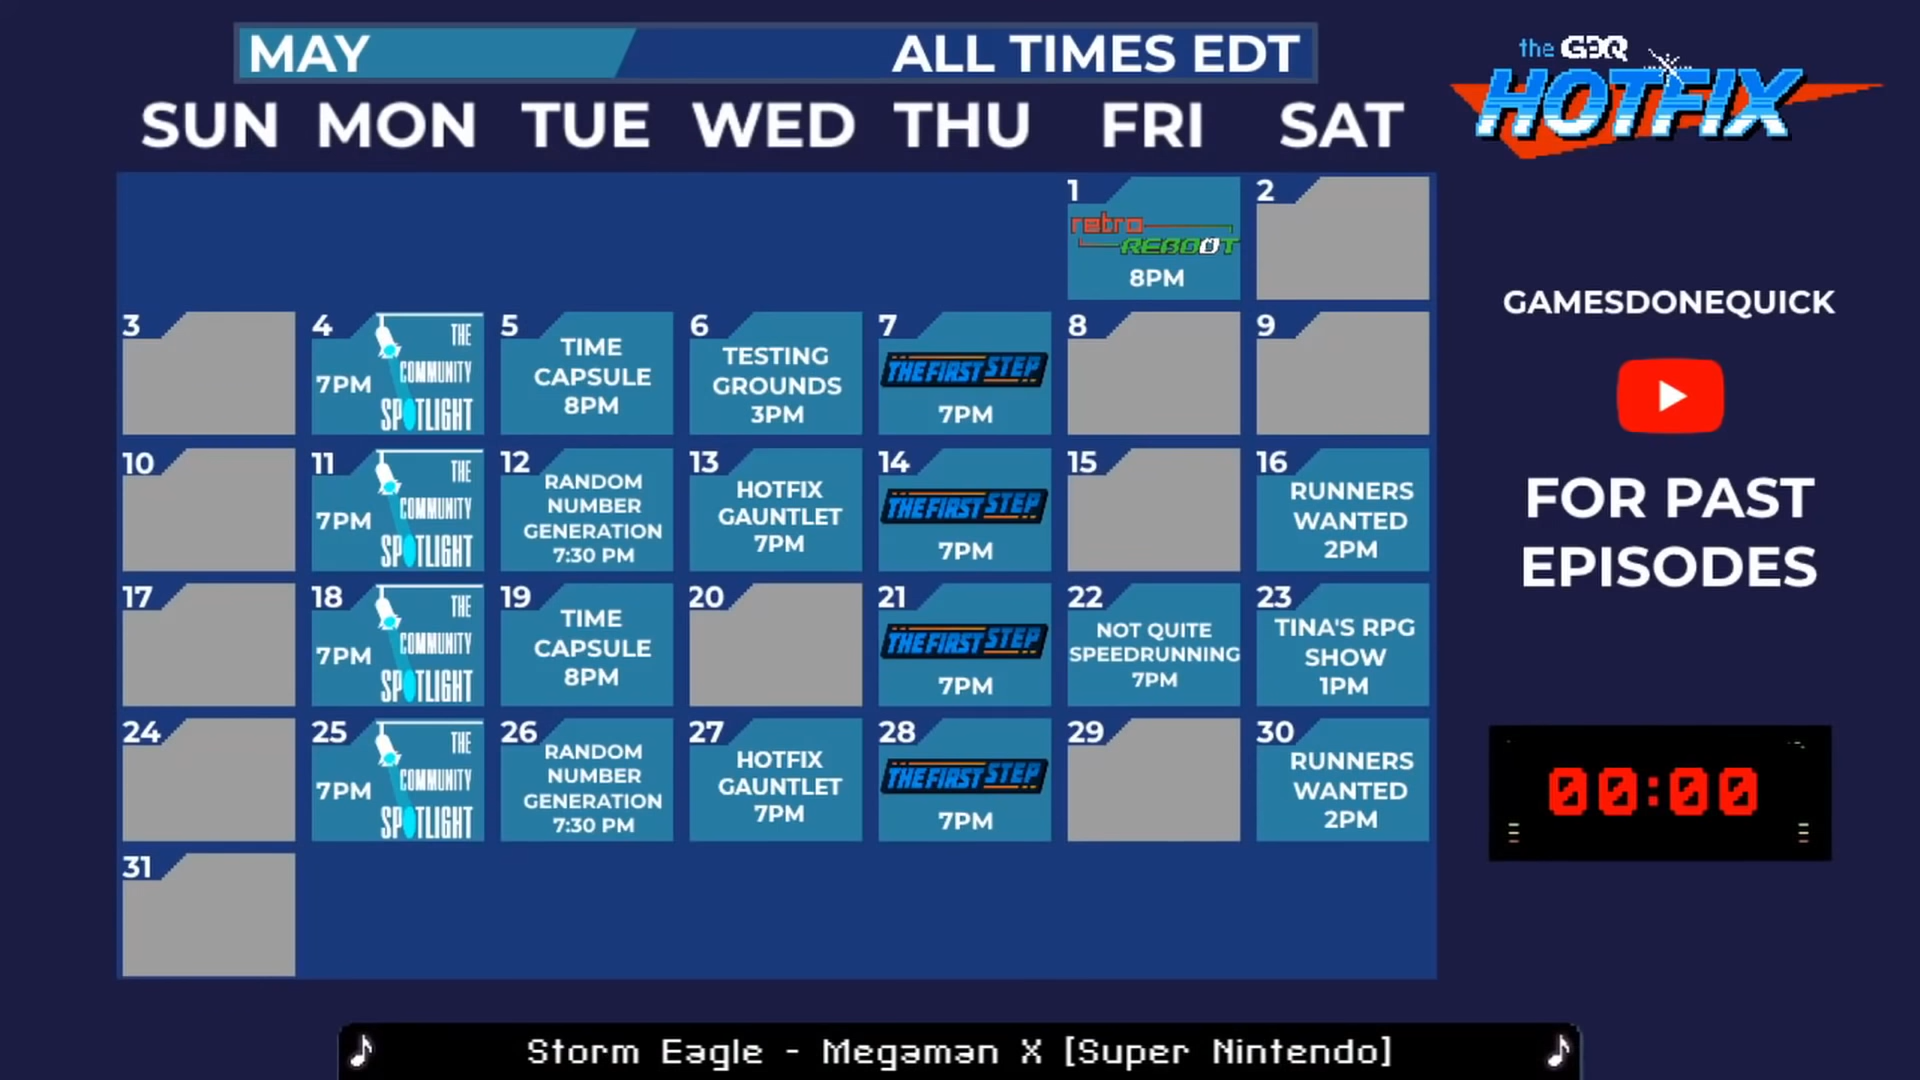 MAY
ALL TIMES EDT
the GDQ
HOTFIX
SUN MON TUE WED THU FRI SAT
1
retro
REBOOT
8PM
2
3
4
7PM
THE
COMMUNITY
SPOTLIGHT
5
TIME
CAPSULE
8PM
6
TESTING
GROUNDS
3PM
7
THE FIRST STEP
7PM
8
9
10
11
7PM
THE
COMMUNITY
SPOTLIGHT
12
RANDOM
NUMBER
GENERATION
7:30 PM
13
HOTFIX
GAUNTLET
7PM
14
THE FIRST STEP
7PM
15
16
RUNNERS
WANTED
2PM
17
18
7PM
THE
COMMUNITY
SPOTLIGHT
19
TIME
CAPSULE
8PM
20
21
THE FIRST STEP
7PM
22
NOT QUITE
SPEEDRUNNING
7PM
23
TINA'S RPG
SHOW
1PM
24
25
7PM
THE
COMMUNITY
SPOTLIGHT
26
RANDOM
NUMBER
GENERATION
7:30 PM
27
HOTFIX
GAUNTLET
7PM
28
THE FIRST STEP
7PM
29
30
RUNNERS
WANTED
2PM
31
GAMESDONEQUICK
FOR PAST
EPISODES
00:00
Storm Eagle - Megaman X [Super Nintendo]